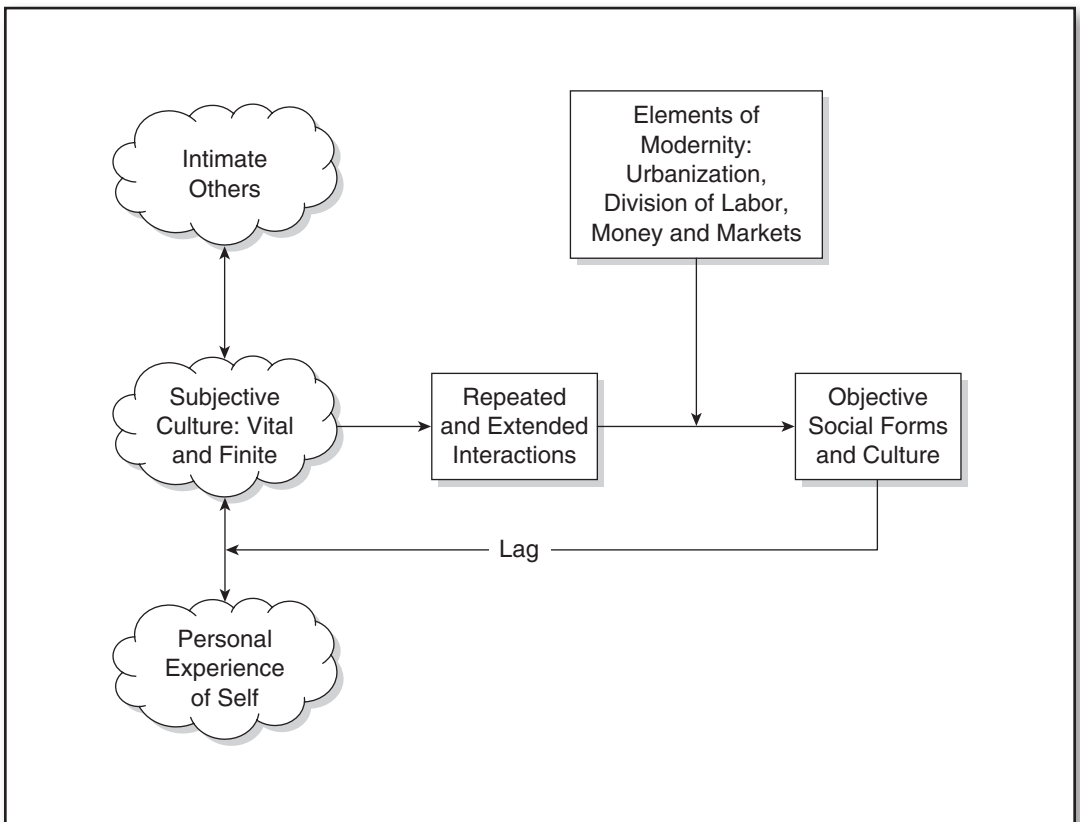 Intimate
Others
Elements of
Modernity:
Urbanization,
Division of Labor,
Money and Markets
Subjective
Culture: Vital
and Finite
Repeated
and Extended
Interactions
Objective
Social Forms
and Culture
Lag
Personal
Experience
of Self